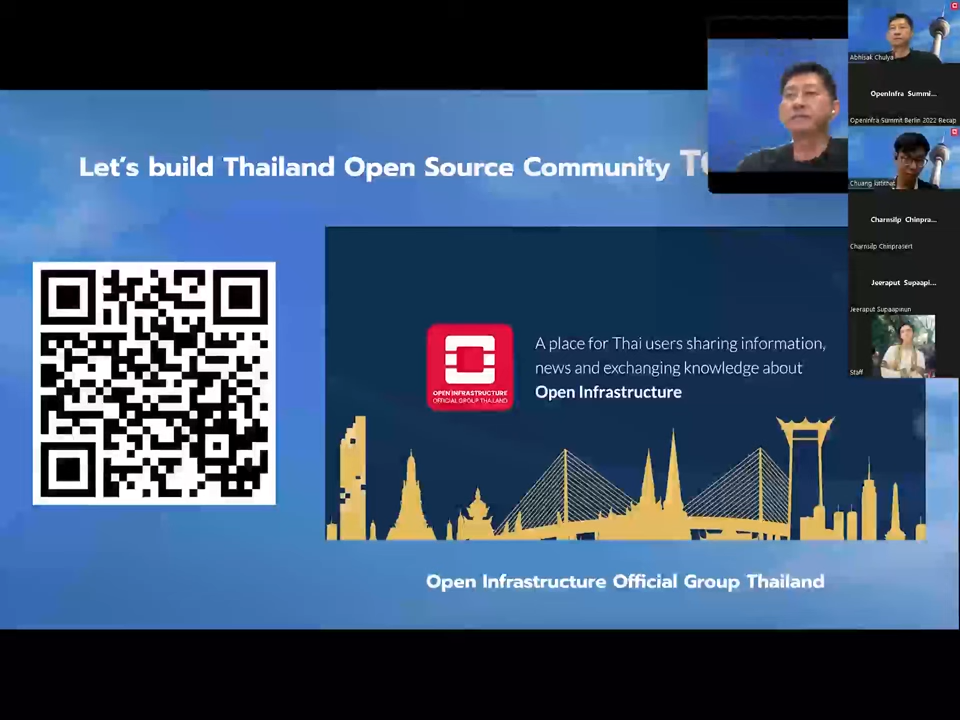 Let's build Thailand Open Source Community
A place for Thai users sharing information,
news and exchanging knowledge about
Open Infrastructure
OPEN INFRASTRUCTURE
OFFICIAL GROUP THAILAND
Open Infrastructure Official Group Thailand
Abhisak Chulya
OpenInfra Summi...
OpenInfra Summit Berlin 2022 Recap
Chuang
Charnsilp Chinpra...
Charnsilp Chinprasert
Jeeraput Supaapi...
Jeeraput Supaapinun
Staff